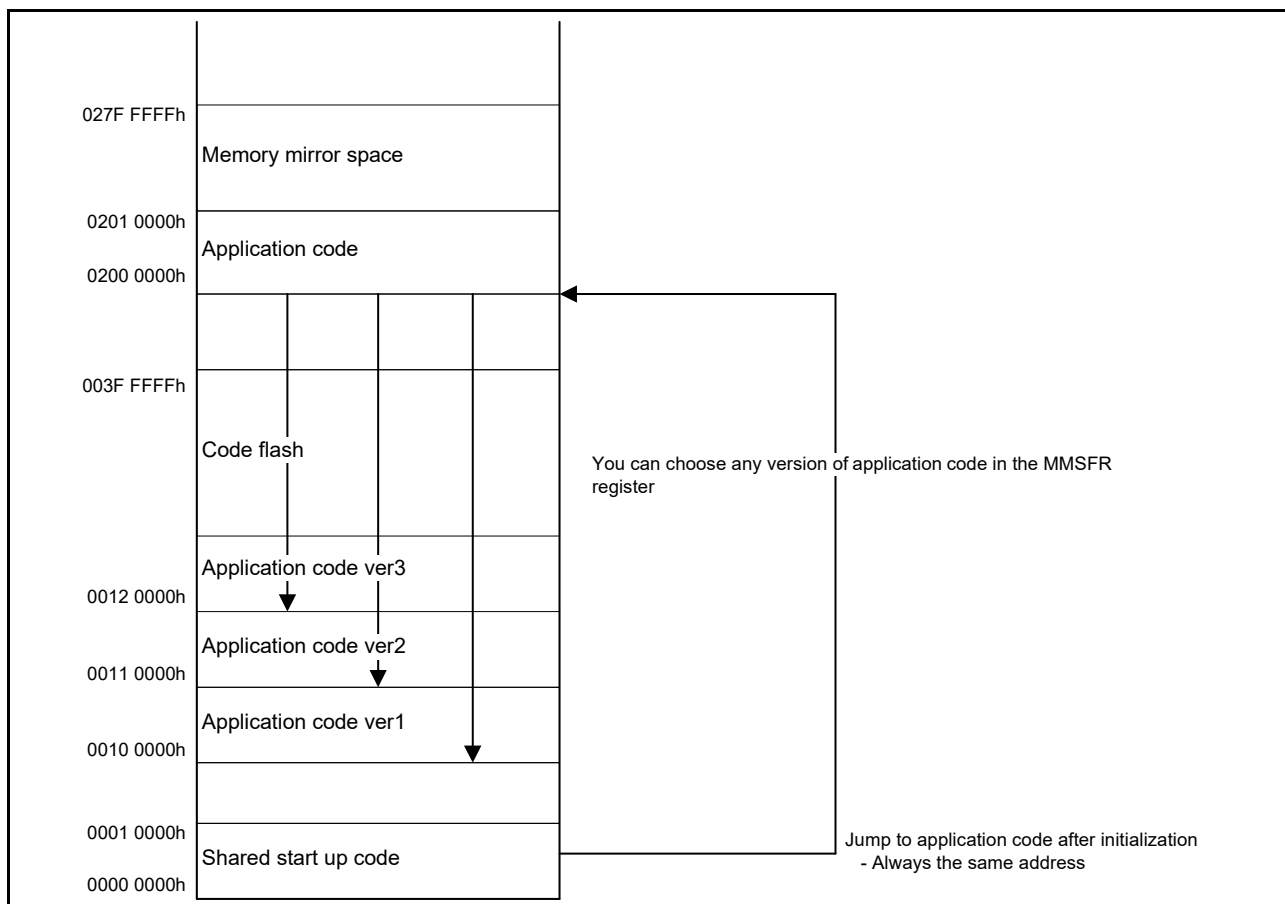 027F FFFFh
Memory mirror space
0201 0000h
Application code
0200 0000h
003F FFFFh
Code flash
You can choose any version of application code in the MMSFR
register
Application code ver3
0012 0000h
Application code ver2
0011 0000h
Application code ver1
0010 0000h
0001 0000h
Shared start up code
Jump to application code after initialization
- Always the same address
0000 0000h